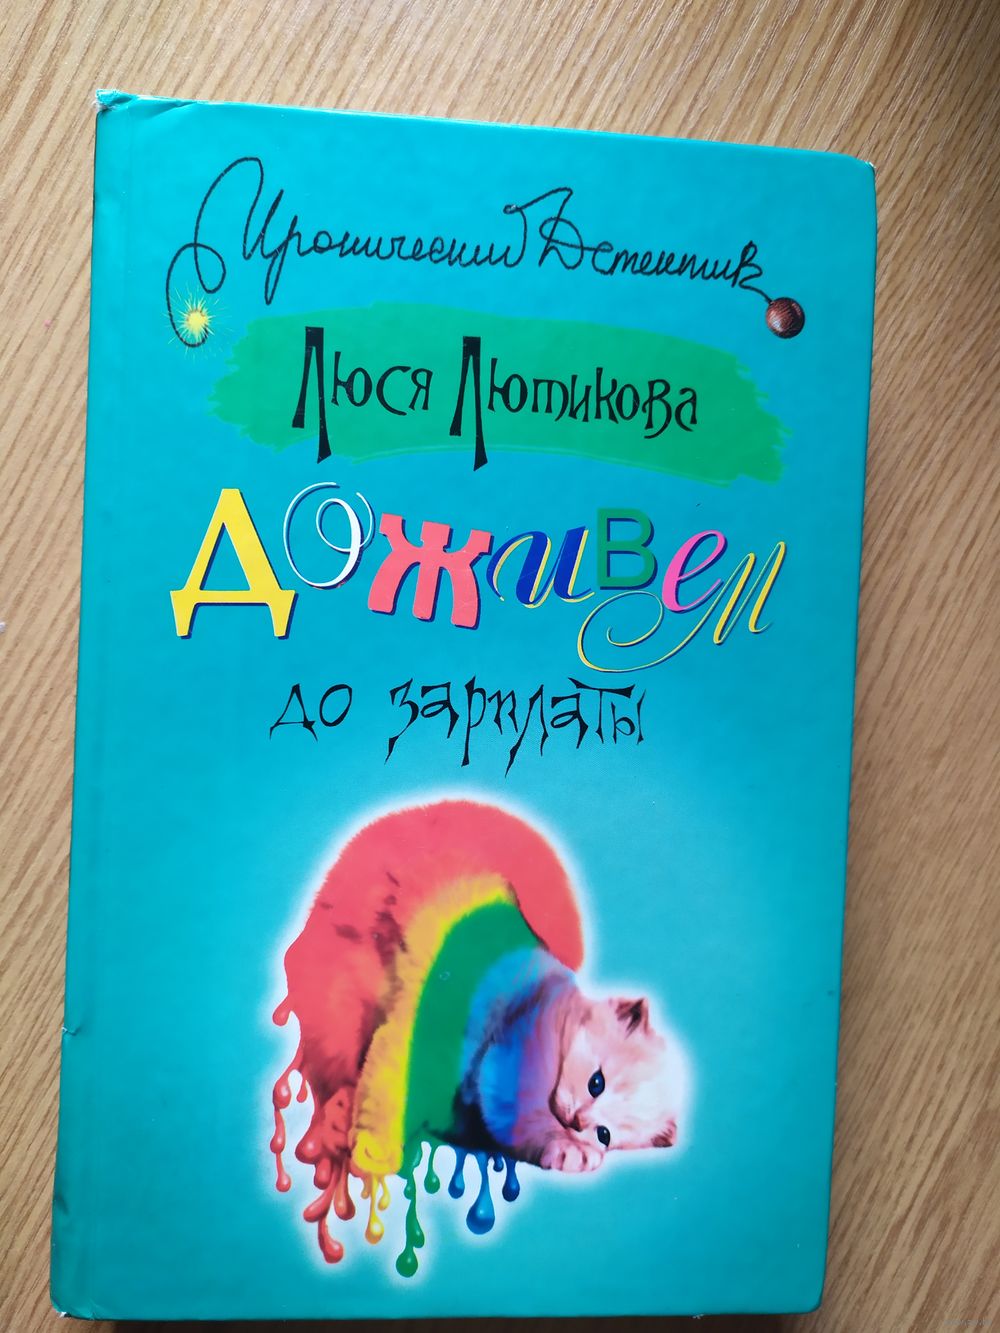 Иронический Детектив
Люся Лютикова
Доживем
до зарплаты